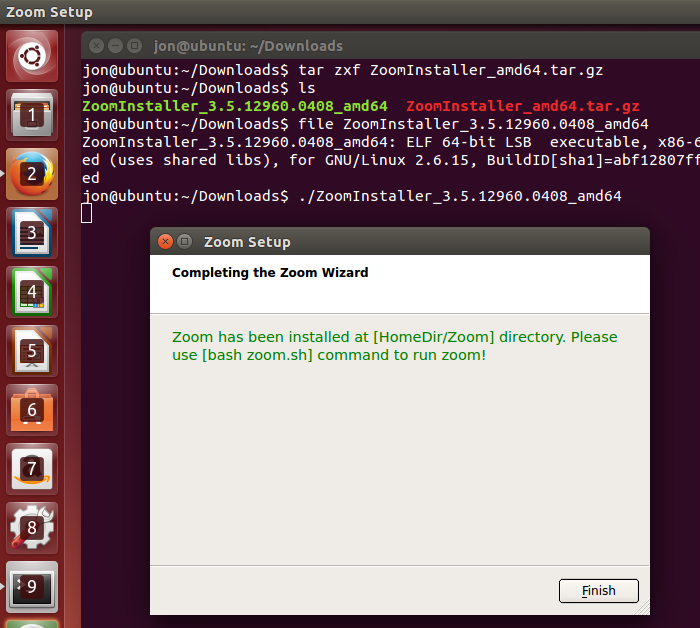 Zoom Setup
jon@ubuntu: ~/Downloads
jon@ubuntu:~/Downloads$ tar zxf ZoomInstaller_amd64.tar.gz
jon@ubuntu:~/Downloads$ ls
ZoomInstaller_3.5.12960.0408_amd64  ZoomInstaller_amd64.tar.gz
jon@ubuntu:~/Downloads$ file ZoomInstaller_3.5.12960.0408_amd64
ZoomInstaller_3.5.12960.0408_amd64: ELF 64-bit LSB  executable, x86-6
ed (uses shared libs), for GNU/Linux 2.6.15, BuildID[sha1]=abf12807ff
ed
jon@ubuntu:~/Downloads$ ./ZoomInstaller_3.5.12960.0408_amd64
1
2
3
4
5
6
7
8
9
Zoom Setup
Completing the Zoom Wizard
Zoom has been installed at [HomeDir/Zoom] directory. Please
use [bash zoom.sh] command to run zoom!
Finish